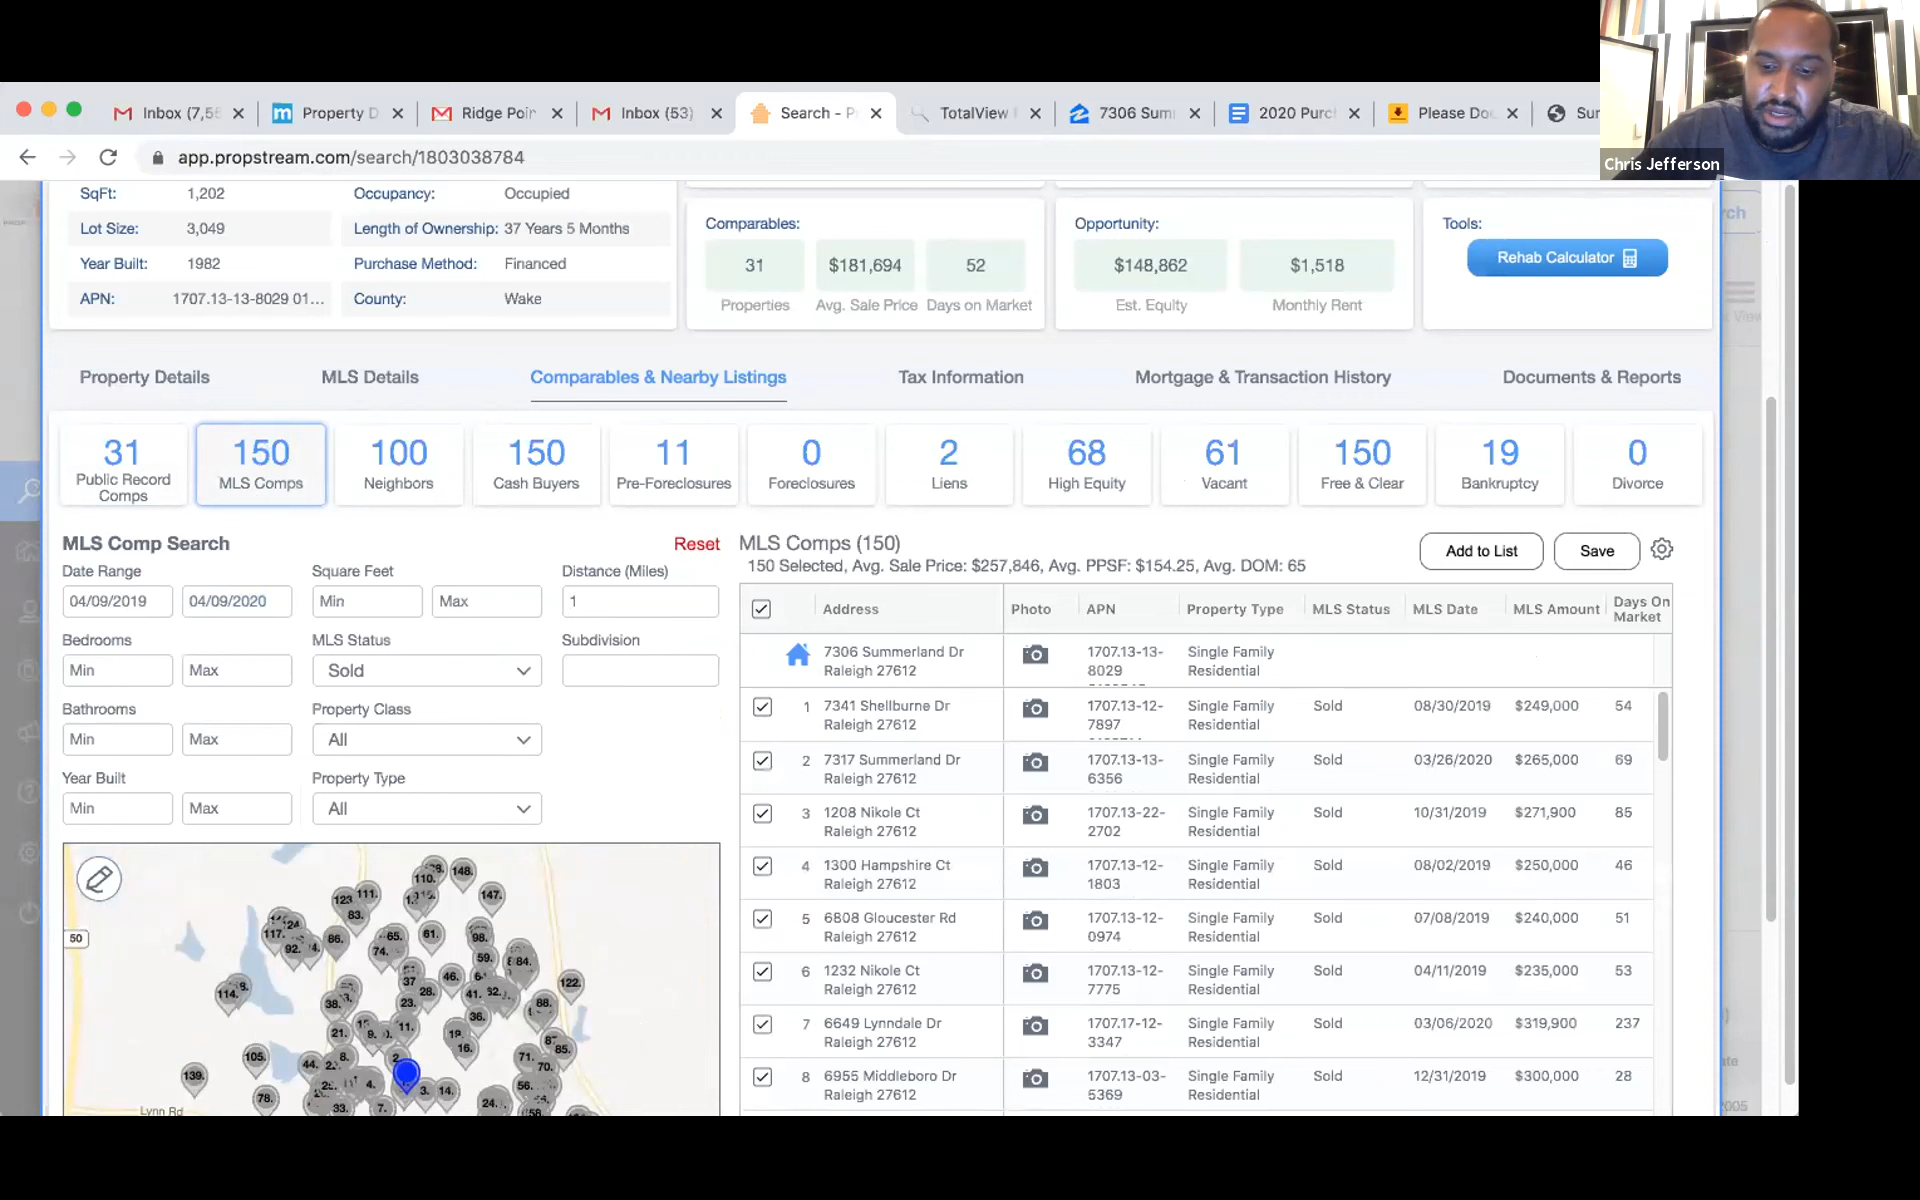 Inbox (7,5
Property D
Ridge Poin
Inbox (53)
Search - P
TotalView
7306 Sum
2020 Purc
Please Do
Sur
app.propstream.com/search/1803038784
Chris Jefferson
SqFt: 1,202 Occupancy: Occupied
Lot Size: 3,049 Length of Ownership: 37 Years 5 Months
Year Built: 1982 Purchase Method: Financed
APN: 1707.13-13-8029 01... County: Wake
Comparables:
31 $181,694 52
Properties Avg. Sale Price Days on Market
Opportunity:
$148,862 $1,518
Est. Equity Monthly Rent
Tools:
Rehab Calculator
Property Details MLS Details Comparables & Nearby Listings Tax Information Mortgage & Transaction History Documents & Reports
31 Public Record Comps
150 MLS Comps
100 Neighbors
150 Cash Buyers
11 Pre-Foreclosures
0 Foreclosures
2 Liens
68 High Equity
61 Vacant
150 Free & Clear
19 Bankruptcy
0 Divorce
MLS Comp Search Reset
Date Range Square Feet Distance (Miles)
04/09/2019 04/09/2020 Min Max 1
Bedrooms MLS Status Subdivision
Min Max Sold
Bathrooms Property Class
Min Max All
Year Built Property Type
Min Max All
50
Lynn Rd
MLS Comps (150)
150 Selected, Avg. Sale Price: $257,846, Avg. PPSF: $154.25, Avg. DOM: 65
Add to List Save
Address Photo APN Property Type MLS Status MLS Date MLS Amount Days On Market
7306 Summerland Dr 1707.13-13- Single Family
Raleigh 27612 8029 Residential
1 7341 Shellburne Dr 1707.13-12- Single Family Sold 08/30/2019 $249,000 54
Raleigh 27612 7897 Residential
2 7317 Summerland Dr 1707.13-13- Single Family Sold 03/26/2020 $265,000 69
Raleigh 27612 6356 Residential
3 1208 Nikole Ct 1707.13-22- Single Family Sold 10/31/2019 $271,900 85
Raleigh 27612 2702 Residential
4 1300 Hampshire Ct 1707.13-12- Single Family Sold 08/02/2019 $250,000 46
Raleigh 27612 1803 Residential
5 6808 Gloucester Rd 1707.13-12- Single Family Sold 07/08/2019 $240,000 51
Raleigh 27612 0974 Residential
6 1232 Nikole Ct 1707.13-12- Single Family Sold 04/11/2019 $235,000 53
Raleigh 27612 7775 Residential
7 6649 Lynndale Dr 1707.17-12- Single Family Sold 03/06/2020 $319,900 237
Raleigh 27612 3347 Residential
8 6955 Middleboro Dr 1707.13-03- Single Family Sold 12/31/2019 $300,000 28
Raleigh 27612 5369 Residential